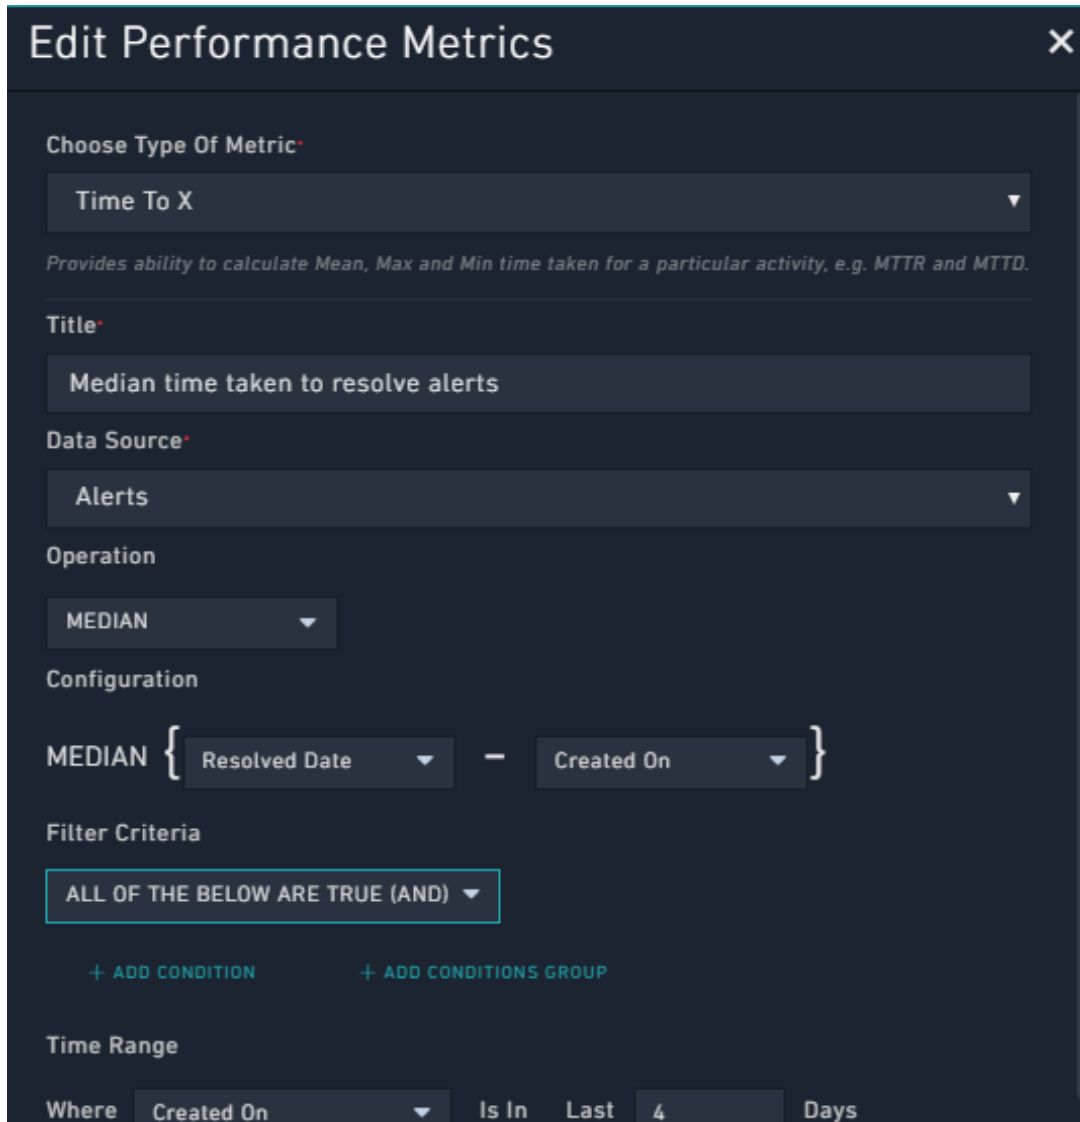 Edit Performance Metrics ×
Choose Type Of Metric*
Time To X
Provides ability to calculate Mean, Max and Min time taken for a particular activity, e.g. MTTR and MTTD.
Title*
Median time taken to resolve alerts
Data Source*
Alerts
Operation
MEDIAN
Configuration
MEDIAN { Resolved Date – Created On }
Filter Criteria
ALL OF THE BELOW ARE TRUE (AND)
+ ADD CONDITION + ADD CONDITIONS GROUP
Time Range
Where Created On Is In Last 4 Days